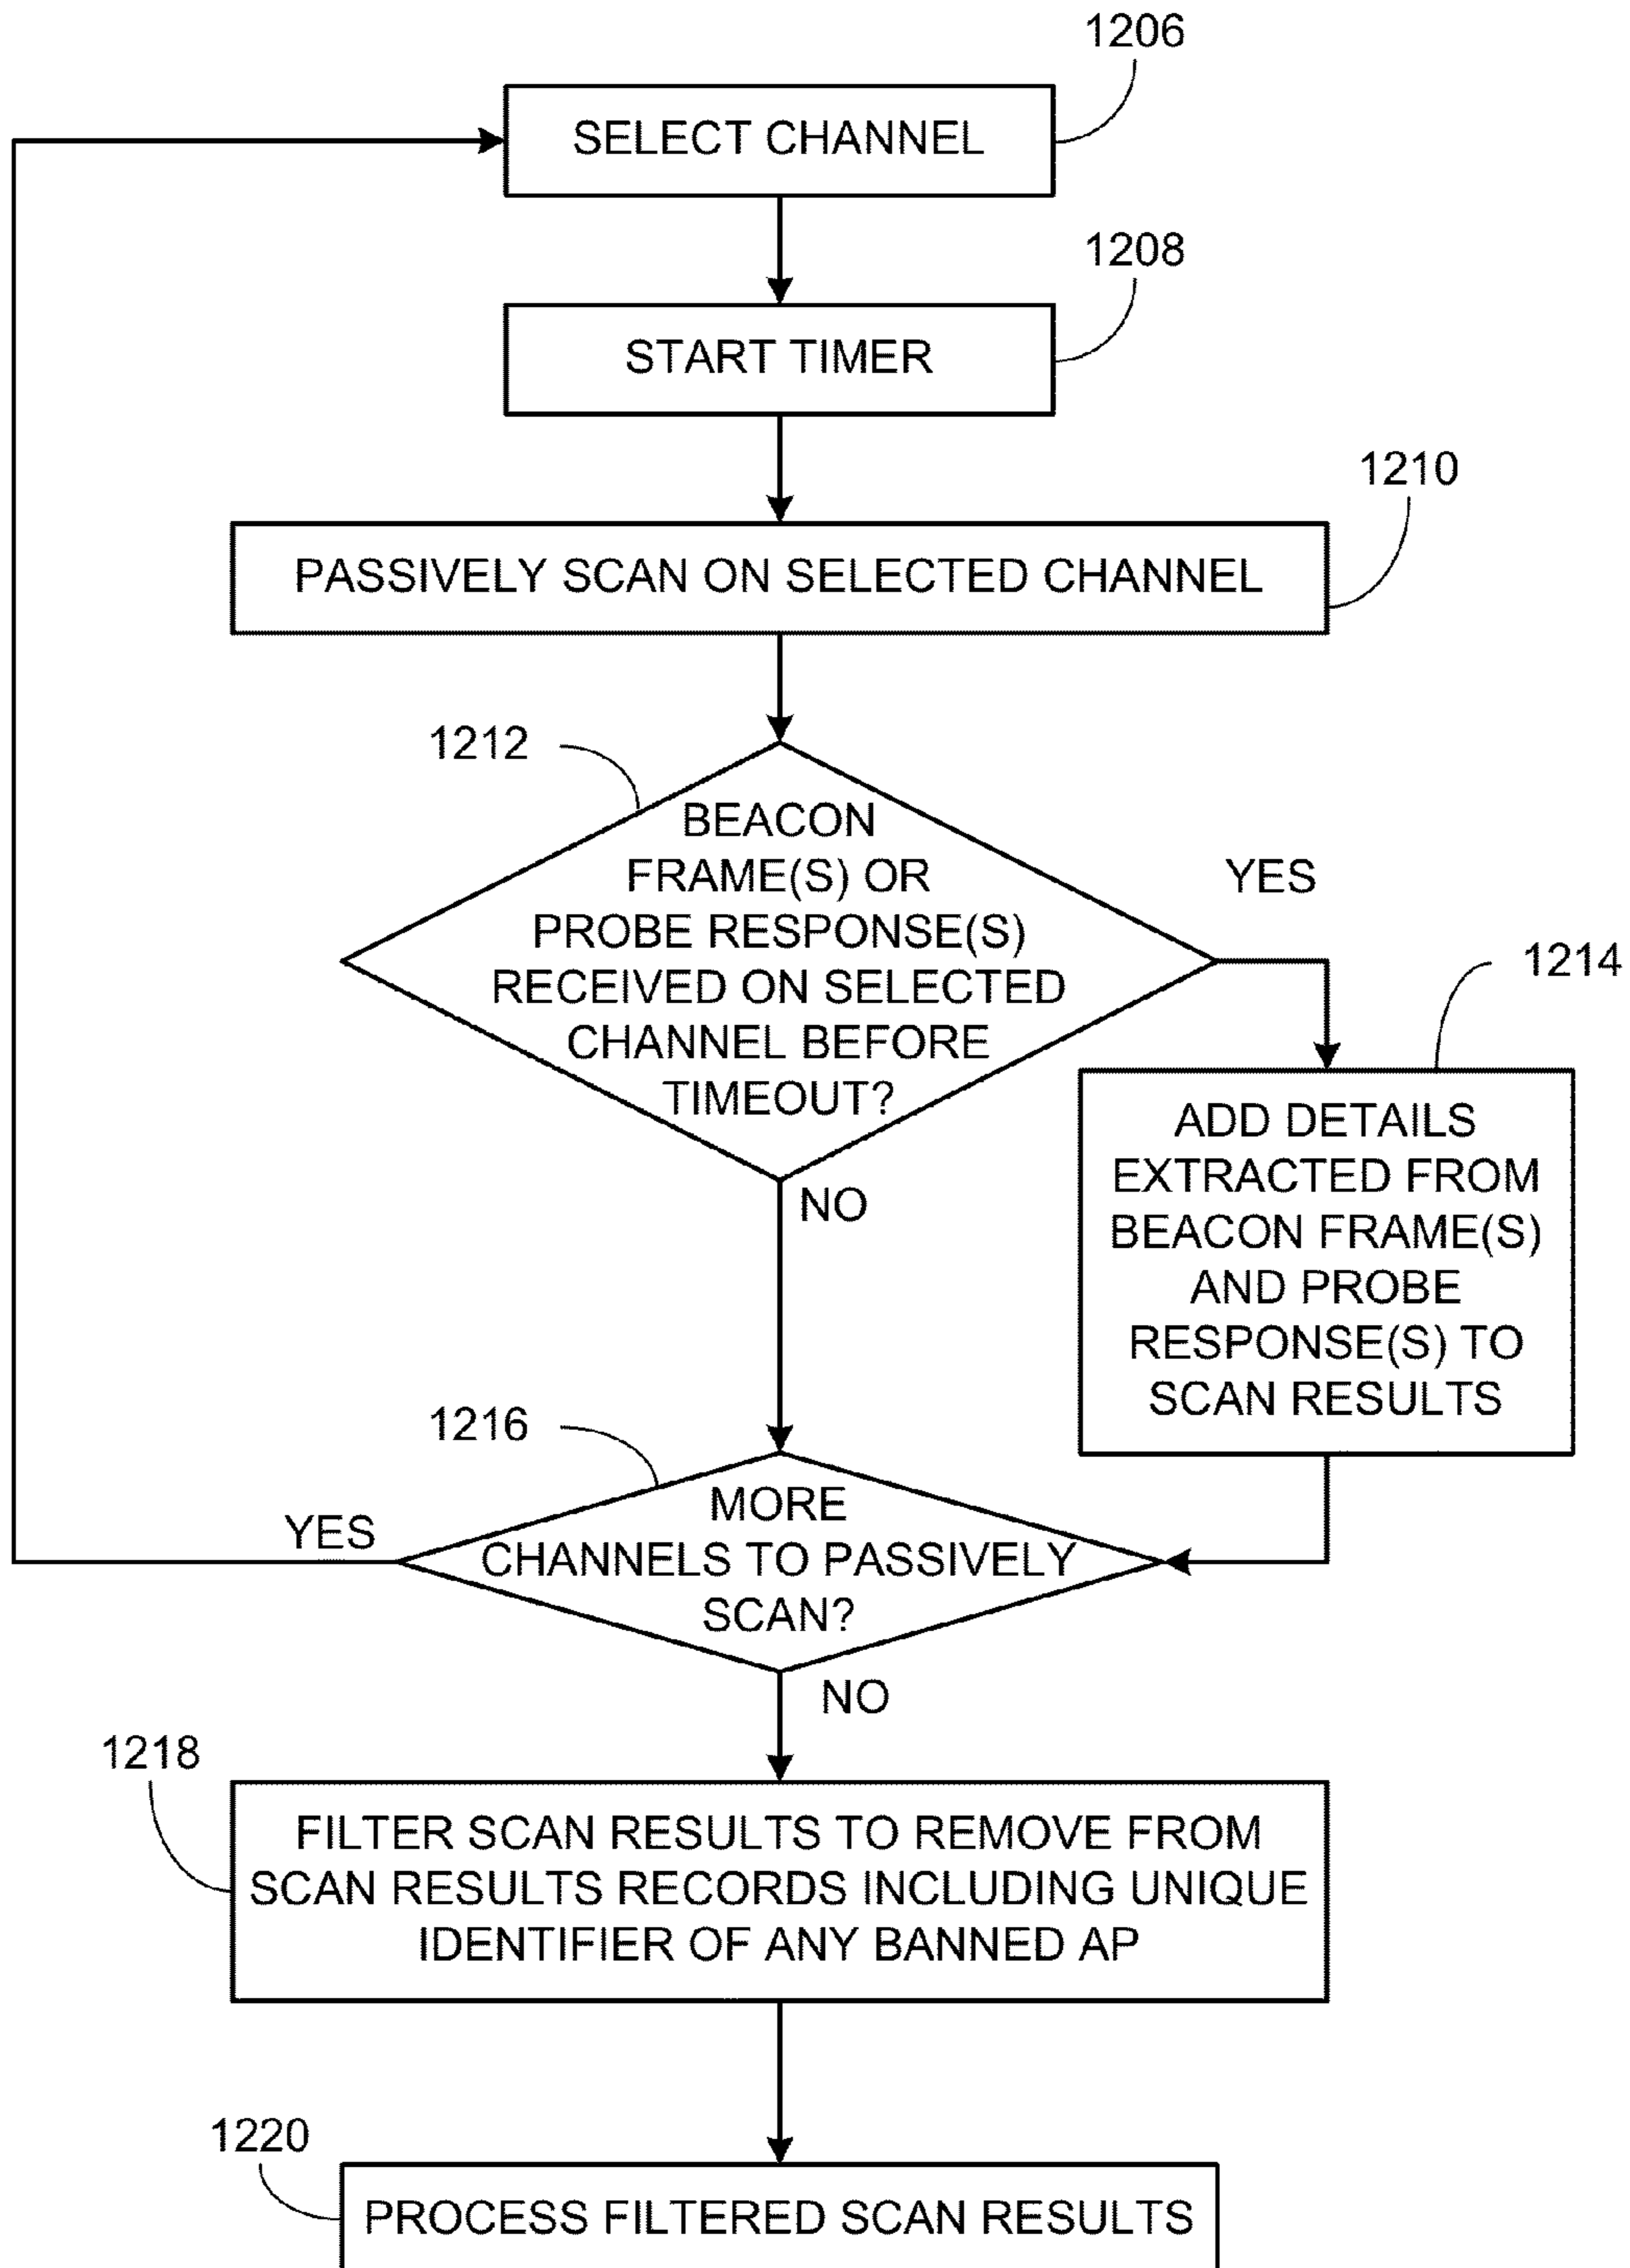 1206
SELECT CHANNEL
1208
START TIMER
1210
PASSIVELY SCAN ON SELECTED CHANNEL
1212
BEACON
FRAME(S) OR
PROBE RESPONSE(S)
RECEIVED ON SELECTED
CHANNEL BEFORE
TIMEOUT?
YES
1214
ADD DETAILS
EXTRACTED FROM
BEACON FRAME(S)
AND PROBE
RESPONSE(S) TO
SCAN RESULTS
NO
1216
MORE
CHANNELS TO PASSIVELY
SCAN?
YES
NO
1218
FILTER SCAN RESULTS TO REMOVE FROM
SCAN RESULTS RECORDS INCLUDING UNIQUE
IDENTIFIER OF ANY BANNED AP
1220
PROCESS FILTERED SCAN RESULTS